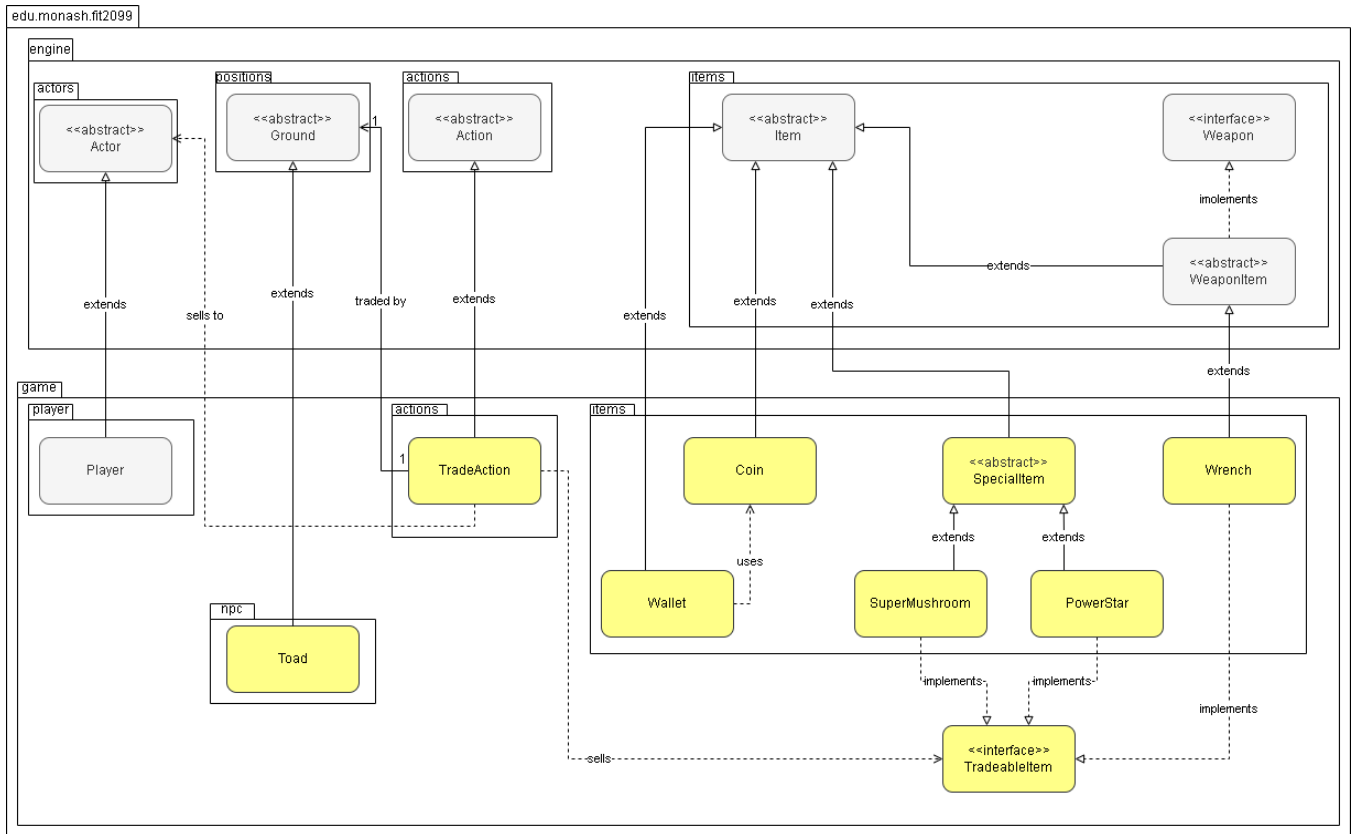 edu.monash.fit2099
engine
actors
positions
actions
items
<<abstract>>
Actor
<<abstract>>
Ground
1
<<abstract>>
Action
<<abstract>>
Item
<<interface>>
Weapon
imolements
<<abstract>>
WeaponItem
extends
extends
extends
sells to
traded by
extends
extends
extends
extends
extends
game
player
actions
items
Player
1
TradeAction
Coin
<<abstract>>
SpecialItem
Wrench
extends
extends
uses
Wallet
SuperMushroom
PowerStar
npc
Toad
implements
implements
implements
sells
<<interface>>
TradeableItem